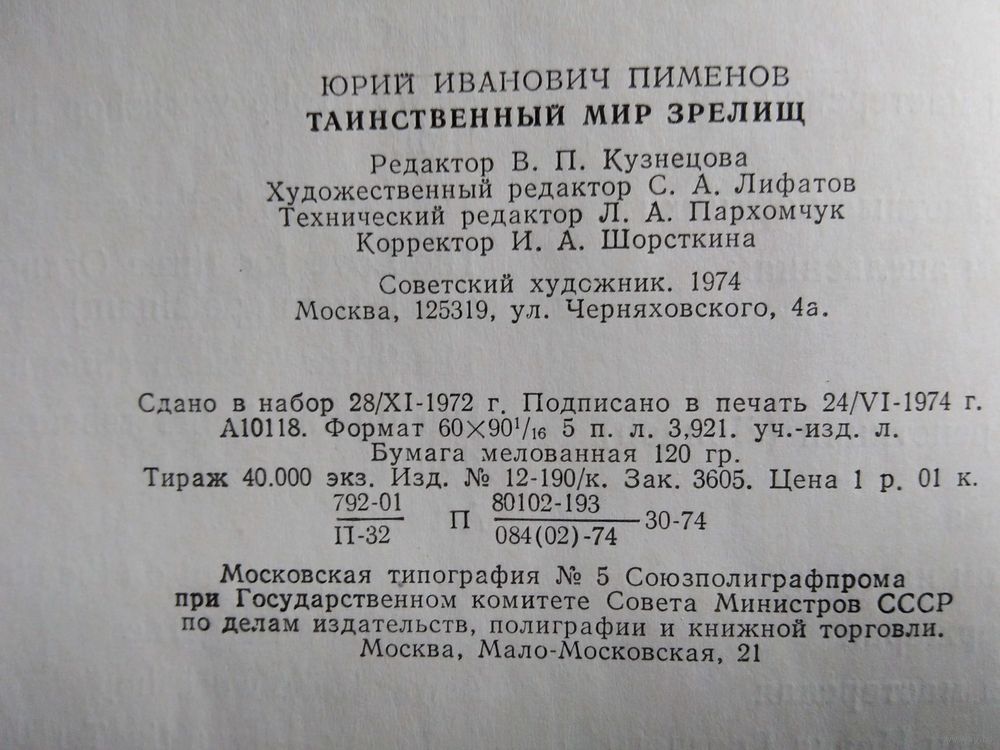 ЮРИЙ ИВАНОВИЧ ПИМЕНОВ
ТАИНСТВЕННЫЙ МИР ЗРЕЛИЩ
Редактор В. П. Кузнецова
Художественный редактор С. А. Лифатов
Технический редактор Л. А. Пархомчук
Корректор И. А. Шорсткина
Советский художник. 1974
Москва, 125319, ул. Черняховского, 4а.
Сдано в набор 28/XI-1972 г. Подписано в печать 24/VI-1974 г.
А10118. Формат 60×90¹/₁₆ 5 п. л. 3,921. уч.-изд. л.
Бумага мелованная 120 гр.
Тираж 40.000 экз. Изд. № 12-190/к. Зак. 3605. Цена 1 р. 01 к.
792-01
П-32
П 80102-193
084(02)-74
30-74
Московская типография № 5 Союзполиграфпрома
при Государственном комитете Совета Министров СССР
по делам издательств, полиграфии и книжной торговли.
Москва, Мало-Московская, 21